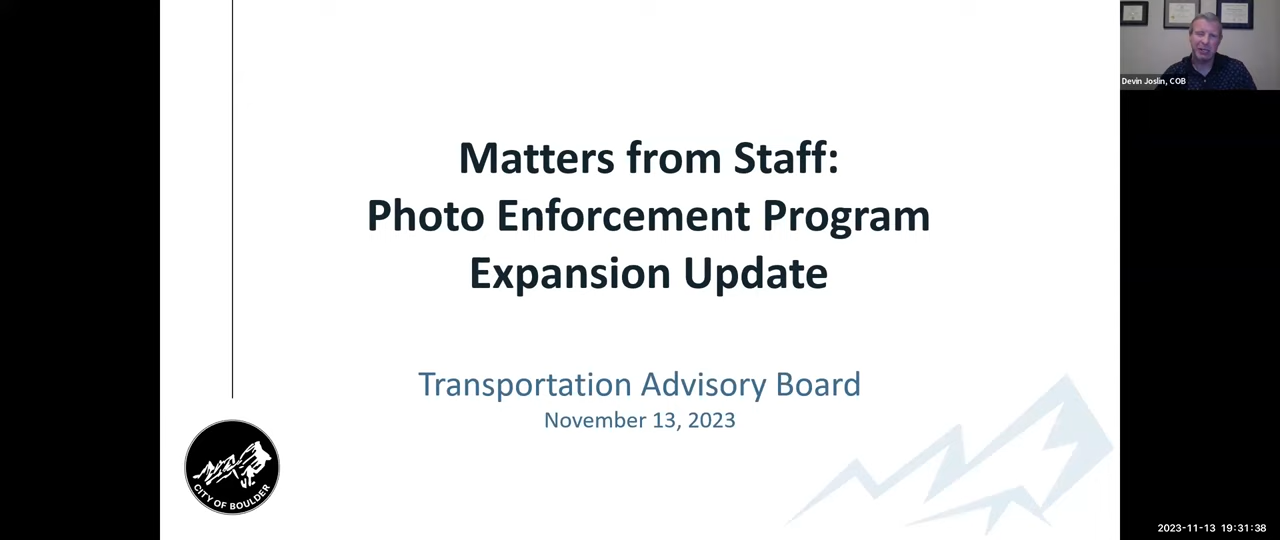 Matters from Staff:
Photo Enforcement Program
Expansion Update
Transportation Advisory Board
November 13, 2023
CITY OF BOULDER
Devin Joslin, COB
2023-11-13 19:31:38